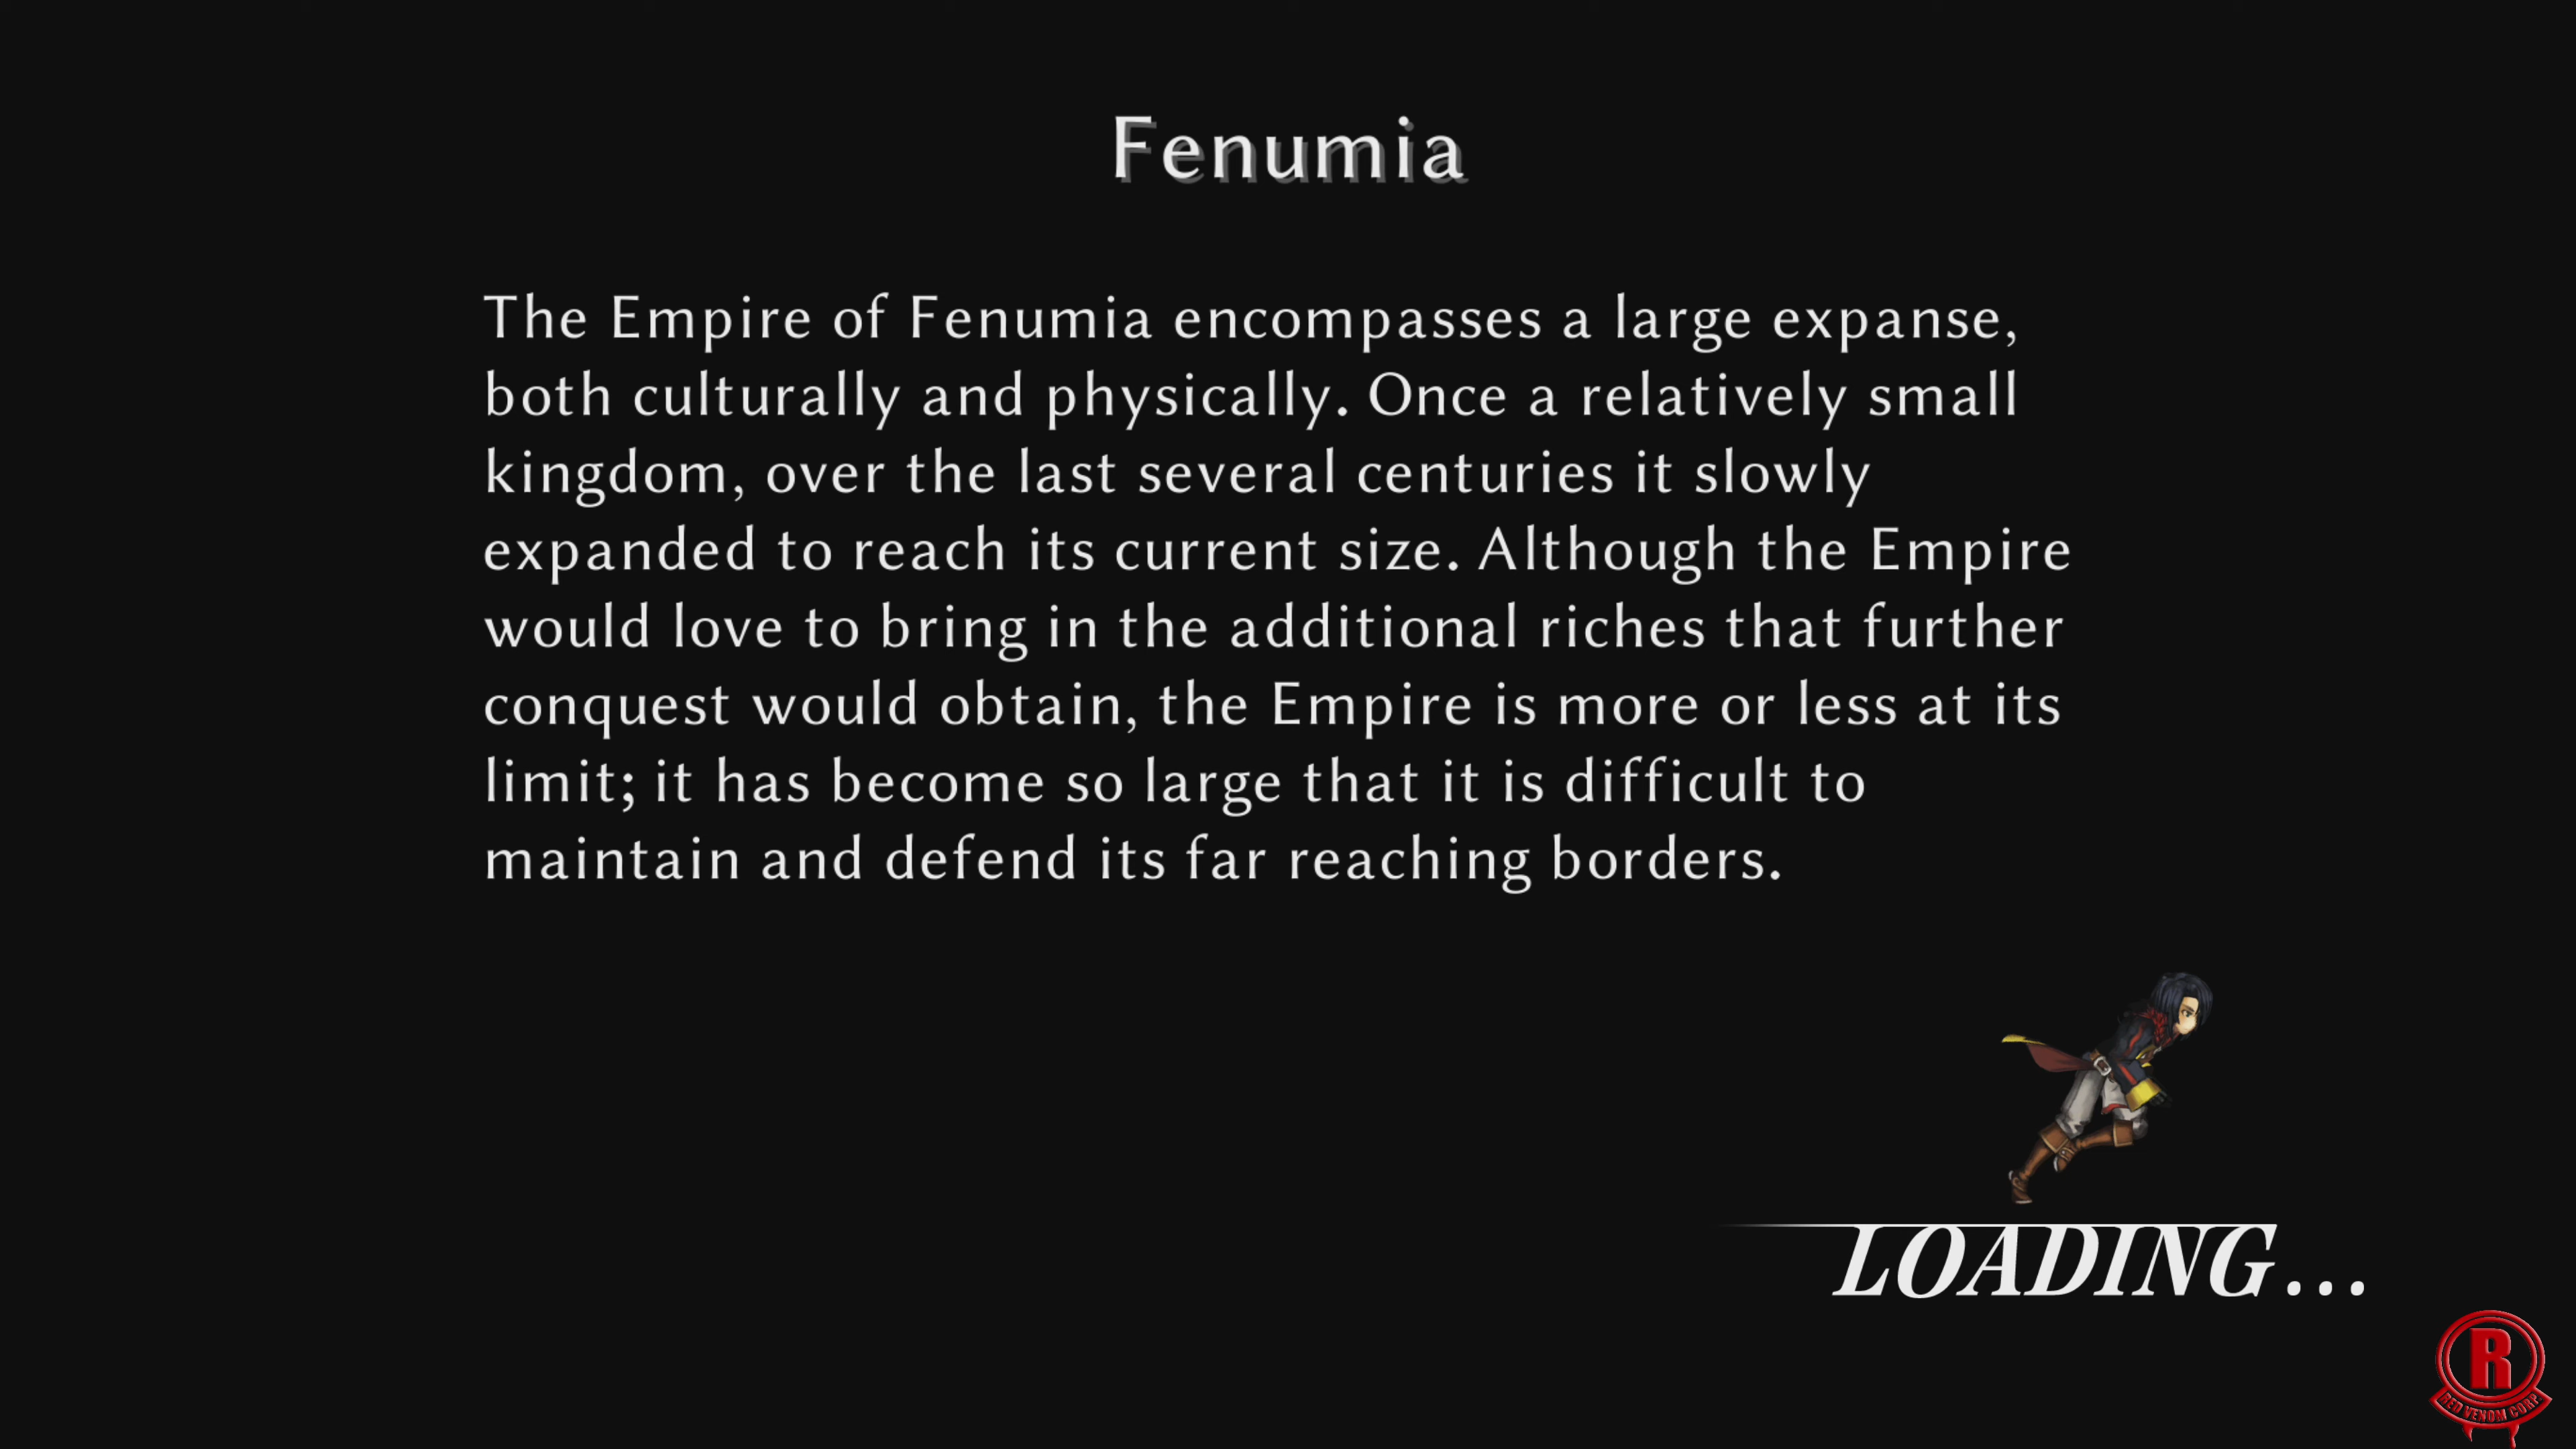 Fenumia
The Empire of Fenumia encompasses a large expanse,
both culturally and physically. Once a relatively small
kingdom, over the last several centuries it slowly
expanded to reach its current size. Although the Empire
would love to bring in the additional riches that further
conquest would obtain, the Empire is more or less at its
limit; it has become so large that it is difficult to
maintain and defend its far reaching borders.
LOADING...
R
RED VENOM CORP.